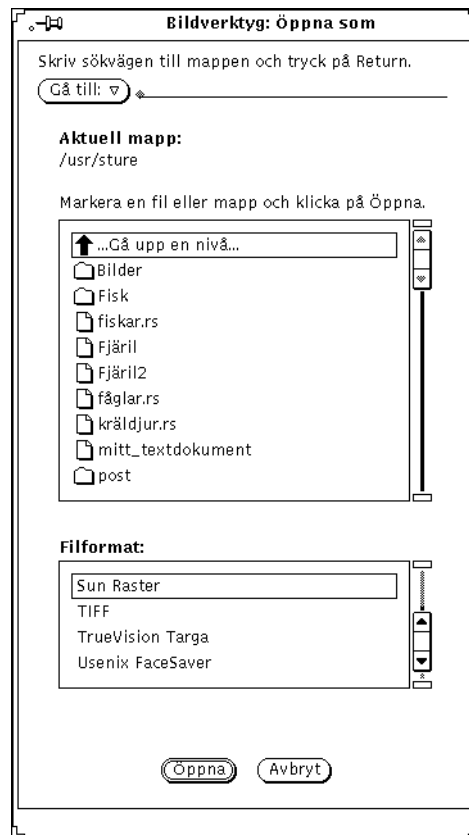 Bildverktyg: Öppna som
Skriv sökvägen till mappen och tryck på Return.
Gå till:
Aktuell mapp:
/usr/sture
Markera en fil eller mapp och klicka på Öppna.
...Gå upp en nivå...
Bilder
Fisk
fiskar.rs
Fjäril
Fjäril2
fåglar.rs
kräldjur.rs
mitt_textdokument
post
Filformat:
Sun Raster
TIFF
TrueVision Targa
Usenix FaceSaver
Öppna Avbryt